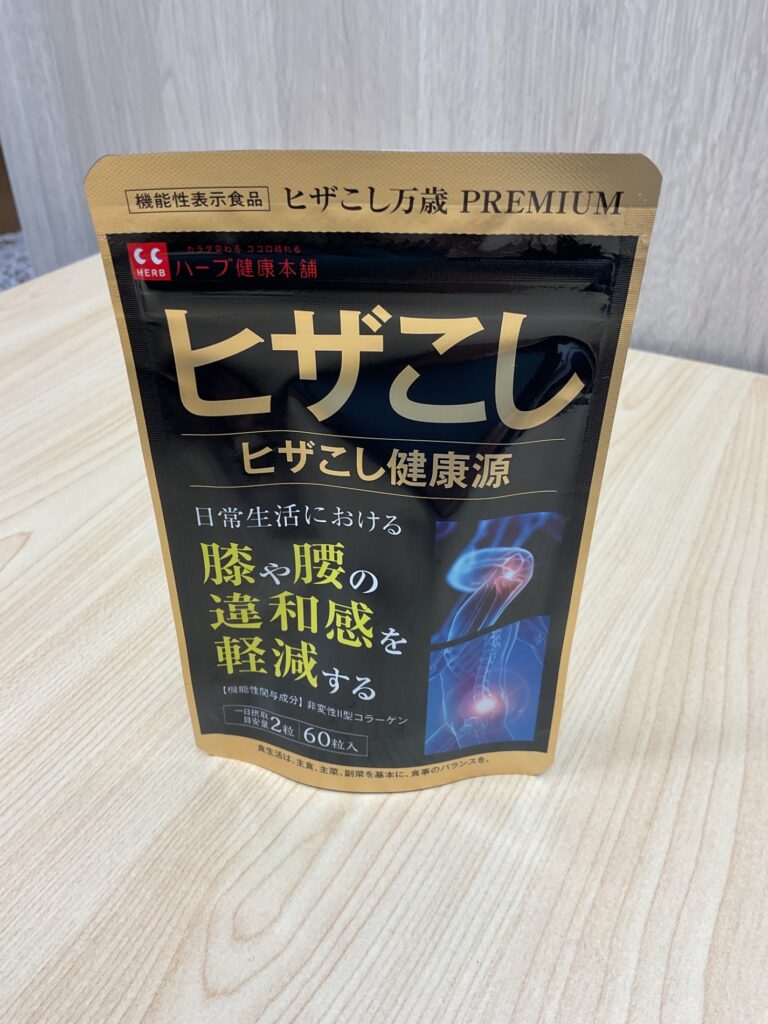 機能性表示食品 ヒザこし万歳 PREMIUM
CC
HERB
カラダ束ねる ココロ晴れる
ハーブ健康本舗
ヒザこし
ヒザこし健康源
日常生活における
膝や腰の
違和感を
軽減する
【機能性関与成分】非変性II型コラーゲン
一日摂取
目安量2粒 60粒入
食生活は、主食、主菜、副菜を基本に、食事のバランスを。